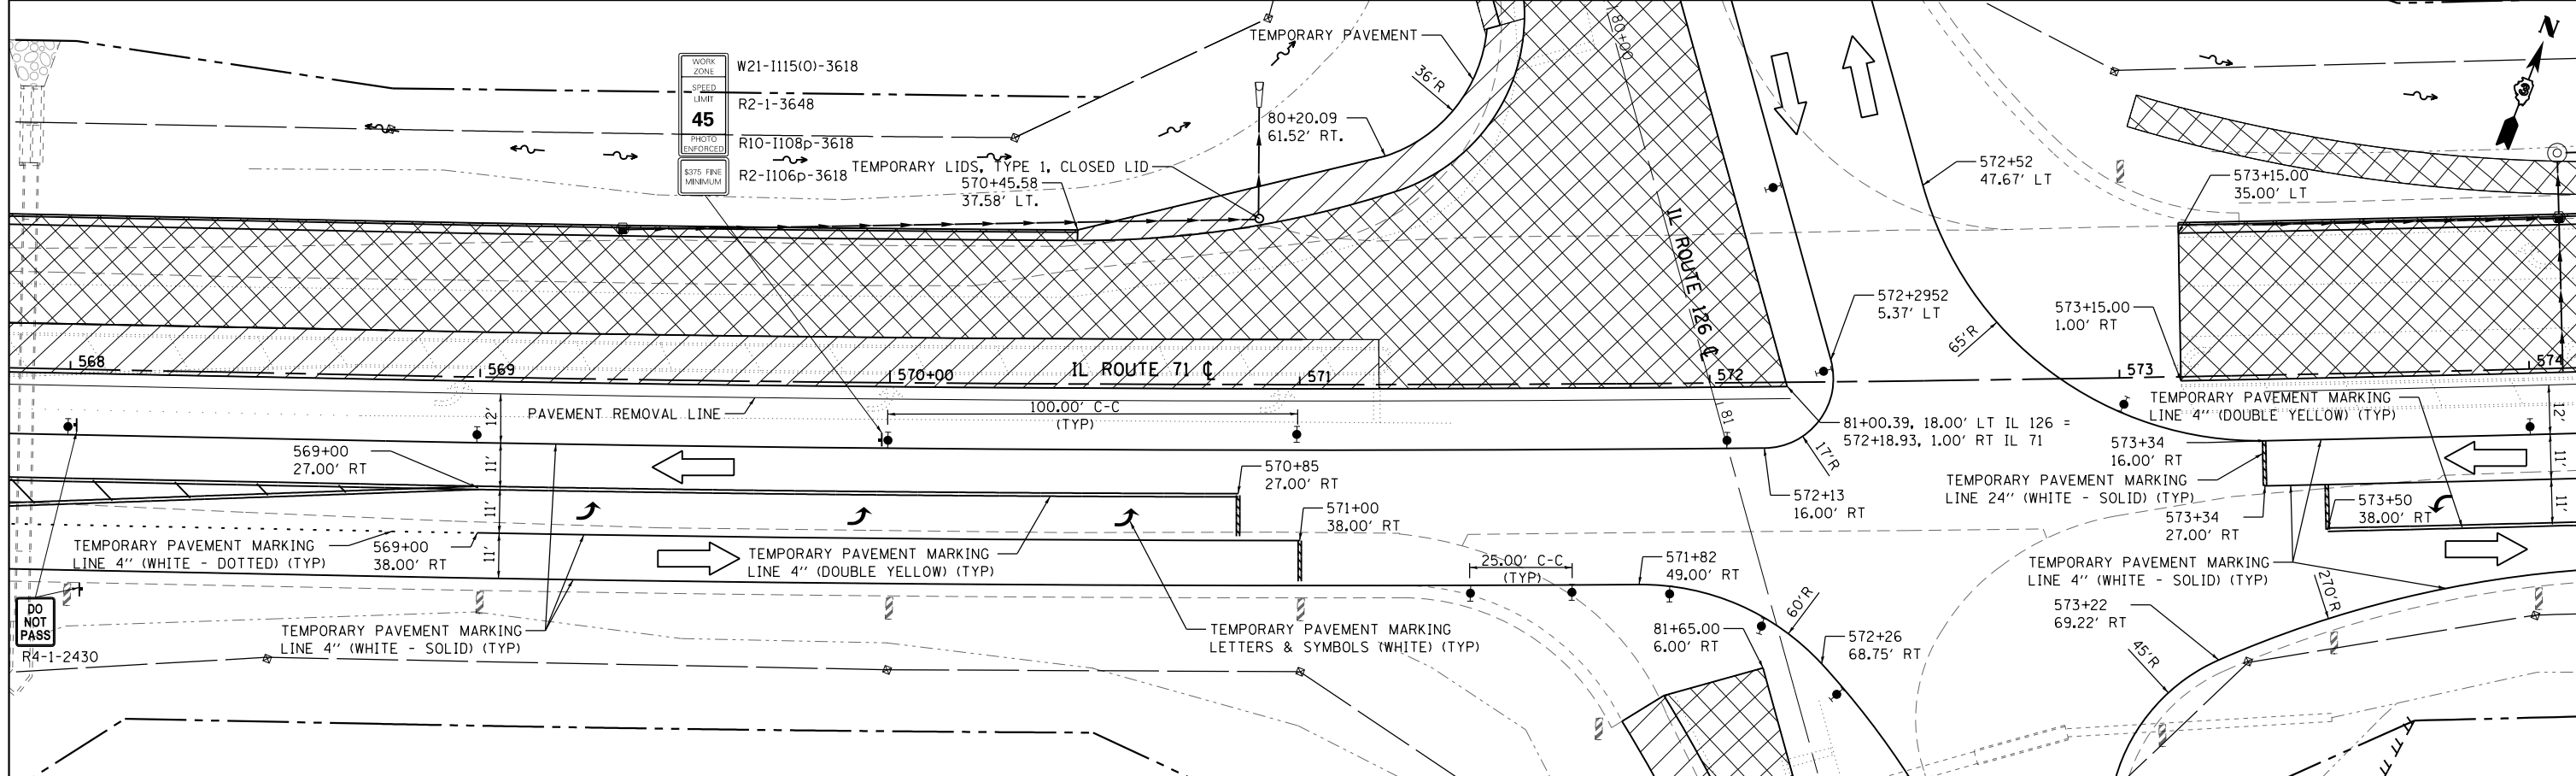 TEMPORARY PAVEMENT
36'R
80+00
N
3
WORK
ZONE
SPEED
LIMIT
45
PHOTO
ENFORCED
$375 FINE
MINIMUM
W21-I115(O)-3618
R2-1-3648
R10-I108p-3618
R2-I106p-3618
TEMPORARY LIDS, TYPE 1, CLOSED LID
570+45.58
37.58' LT.
80+20.09
61.52' RT.
572+52
47.67' LT
573+15.00
35.00' LT
IL ROUTE 126 ℄
572+2952
5.37' LT
573+15.00
1.00' RT
65'R
568
569
570+00
IL ROUTE 71 ℄
571
572
573
574
PAVEMENT REMOVAL LINE
12'
100.00' C-C
(TYP)
81
81+00.39, 18.00' LT IL 126 =
572+18.93, 1.00' RT IL 71
17'R
TEMPORARY PAVEMENT MARKING
LINE 4'' (DOUBLE YELLOW) (TYP)
12'
573+34
16.00' RT
569+00
27.00' RT
11'
570+85
27.00' RT
572+13
16.00' RT
TEMPORARY PAVEMENT MARKING
LINE 24'' (WHITE - SOLID) (TYP)
11'
573+50
38.00' RT
11'
573+34
27.00' RT
11'
571+00
38.00' RT
TEMPORARY PAVEMENT MARKING
LINE 4'' (WHITE - DOTTED) (TYP)
569+00
38.00' RT
11'
TEMPORARY PAVEMENT MARKING
LINE 4'' (DOUBLE YELLOW) (TYP)
25.00' C-C
(TYP)
571+82
49.00' RT
TEMPORARY PAVEMENT MARKING
LINE 4'' (WHITE - SOLID) (TYP)
270'R
DO
NOT
PASS
R4-1-2430
TEMPORARY PAVEMENT MARKING
LINE 4'' (WHITE - SOLID) (TYP)
TEMPORARY PAVEMENT MARKING
LETTERS & SYMBOLS (WHITE) (TYP)
60'R
81+65.00
6.00' RT
572+26
68.75' RT
573+22
69.22' RT
45'R